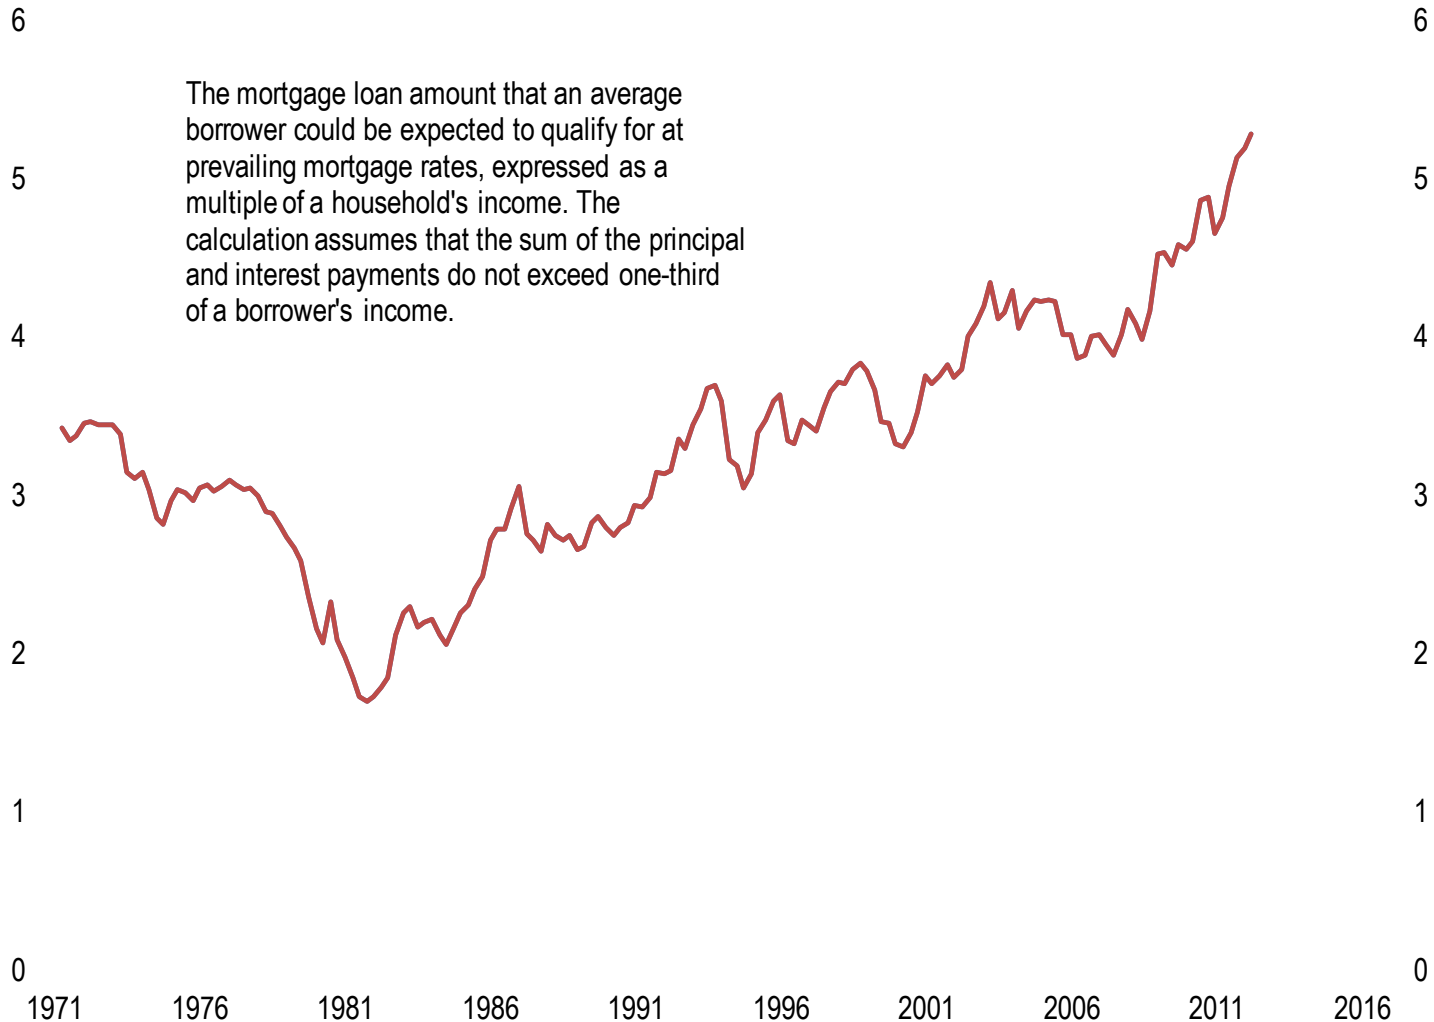 6 6
The mortgage loan amount that an average
borrower could be expected to qualify for at
prevailing mortgage rates, expressed as a
5 5
multiple of a household's income. The
calculation assumes that the sum of the principal
and interest payments do not exceed one-third
of a borrower's income.
4 4
3 3
2 2
1 1
0 0
1971 1976 1981 1986 1991 1996 2001 2006 2011 2016